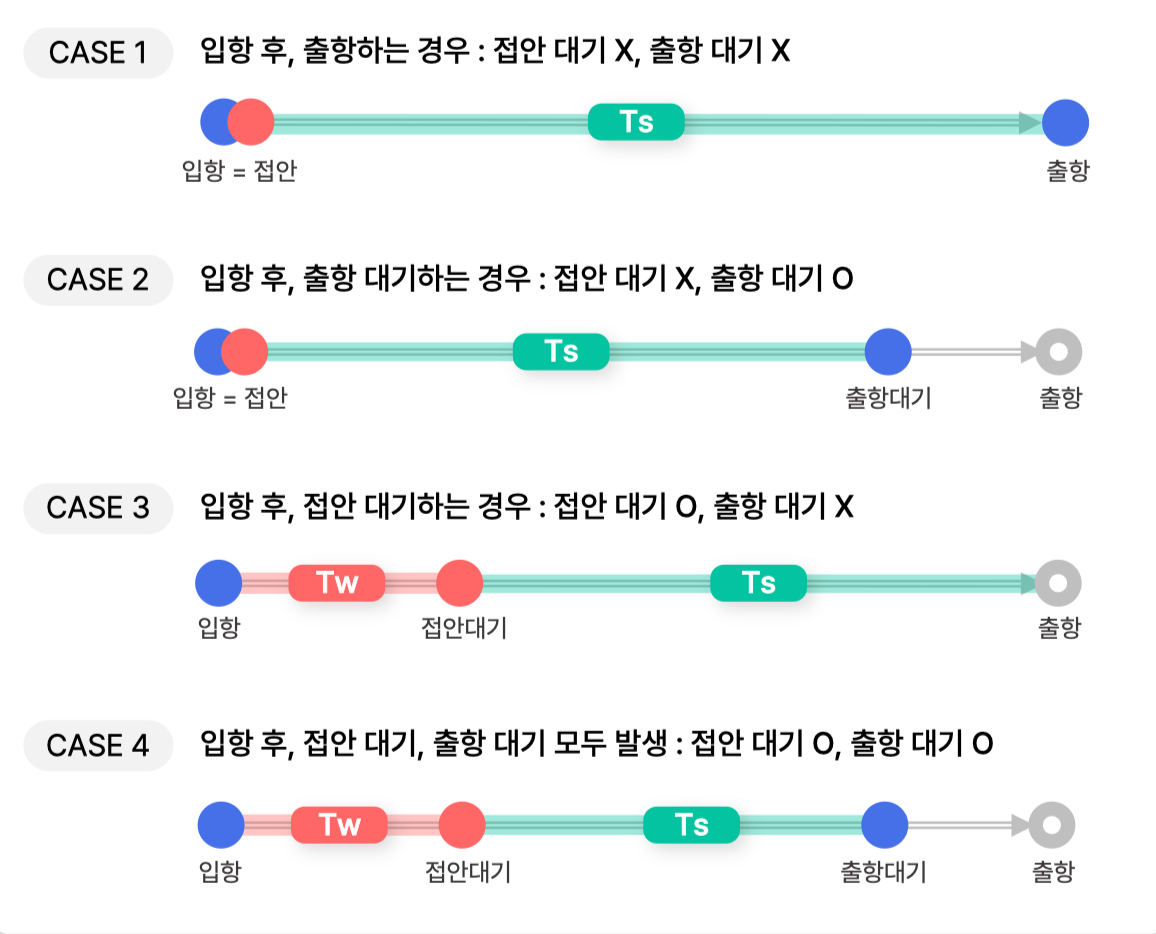 CASE 1 입항 후, 출항하는 경우 : 접안 대기 X, 출항 대기 X
Ts
입항 = 접안 출항
CASE 2 입항 후, 출항 대기하는 경우 : 접안 대기 X, 출항 대기 O
Ts
입항 = 접안 출항대기 출항
CASE 3 입항 후, 접안 대기하는 경우 : 접안 대기 O, 출항 대기 X
Tw Ts
입항 접안대기 출항
CASE 4 입항 후, 접안 대기, 출항 대기 모두 발생 : 접안 대기 O, 출항 대기 O
Tw Ts
입항 접안대기 출항대기 출항